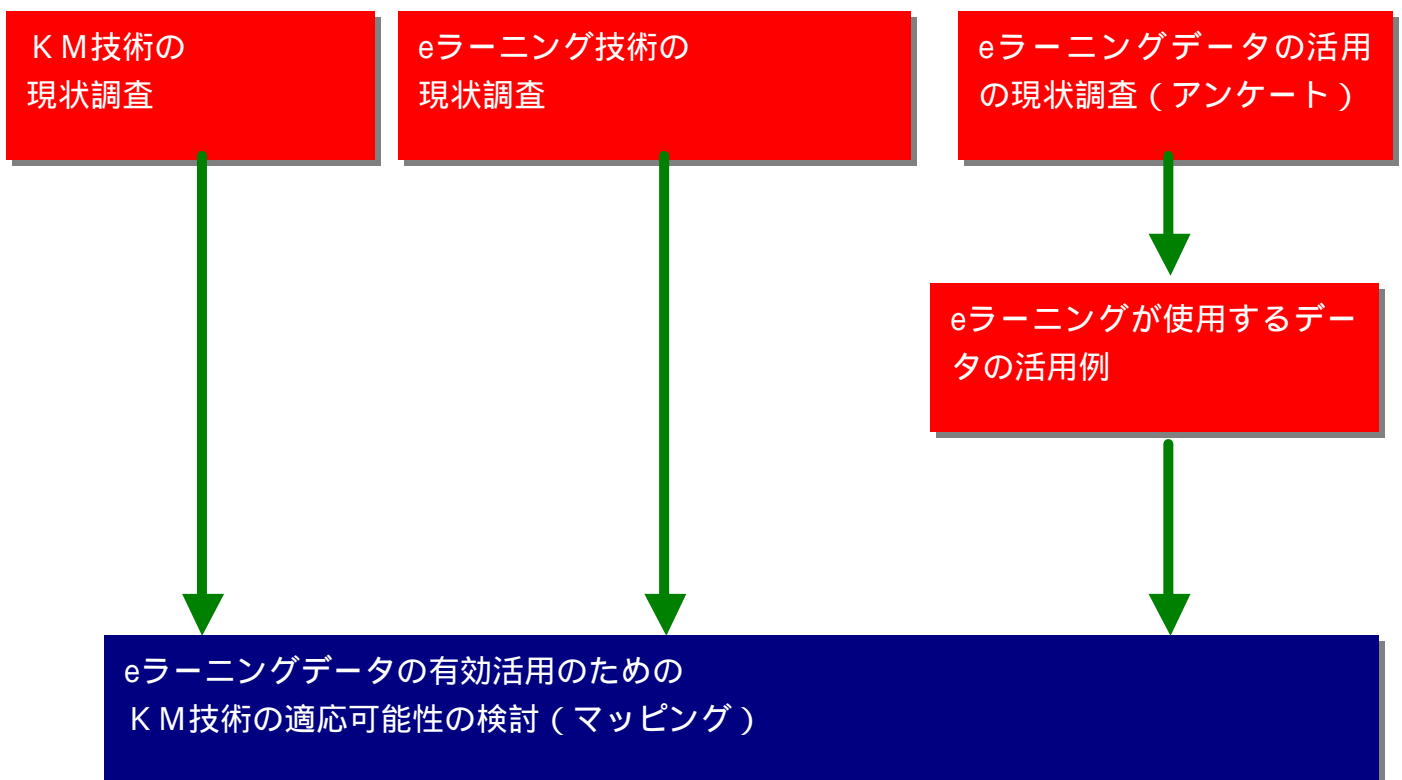 ＫＭ技術の
現状調査
eラーニング技術の
現状調査
eラーニングデータの活用
の現状調査（アンケート）
eラーニングが使用するデー
タの活用例
eラーニングデータの有効活用のための
ＫＭ技術の適応可能性の検討（マッピング）